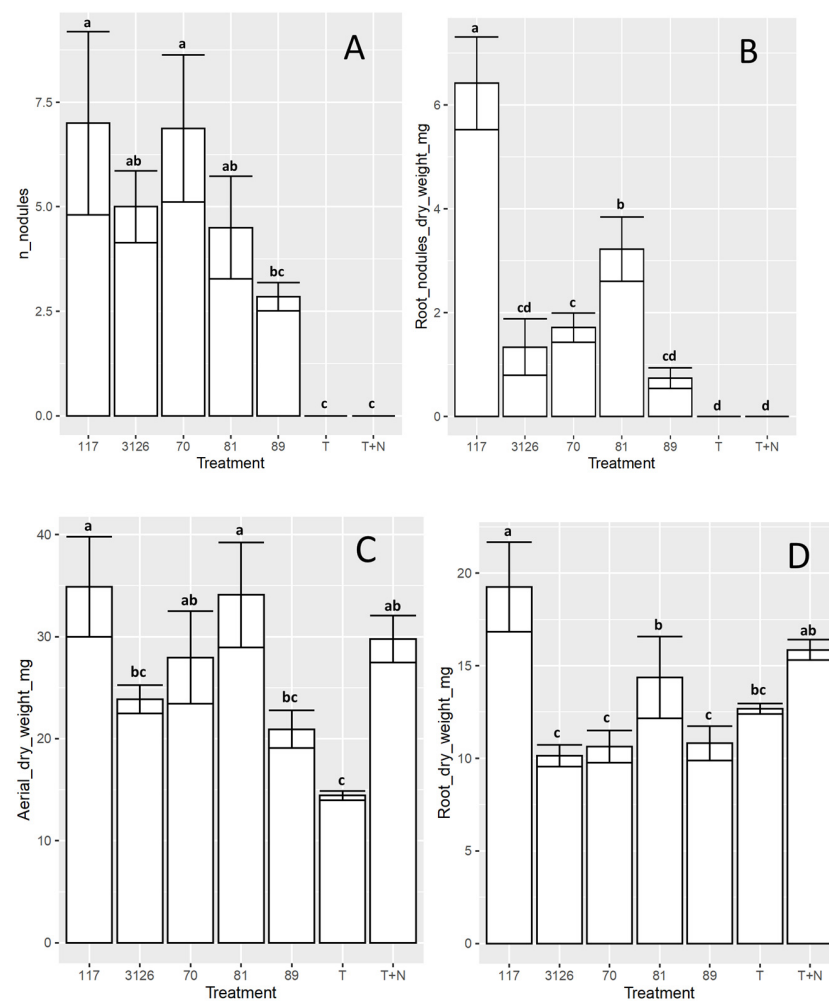 A
n_nodules
7.5
5.0
2.5
0.0
a
ab
a
ab
bc
c
c
117 3126 70 81 89 T T+N
Treatment
B
Root_nodules_dry_weight_mg
6
4
2
0
a
cd
c
b
cd
d
d
117 3126 70 81 89 T T+N
Treatment
C
Aerial_dry_weight_mg
40
30
20
10
0
a
bc
ab
a
bc
c
ab
117 3126 70 81 89 T T+N
Treatment
D
Root_dry_weight_mg
20
15
10
5
0
a
c
c
b
c
bc
ab
117 3126 70 81 89 T T+N
Treatment